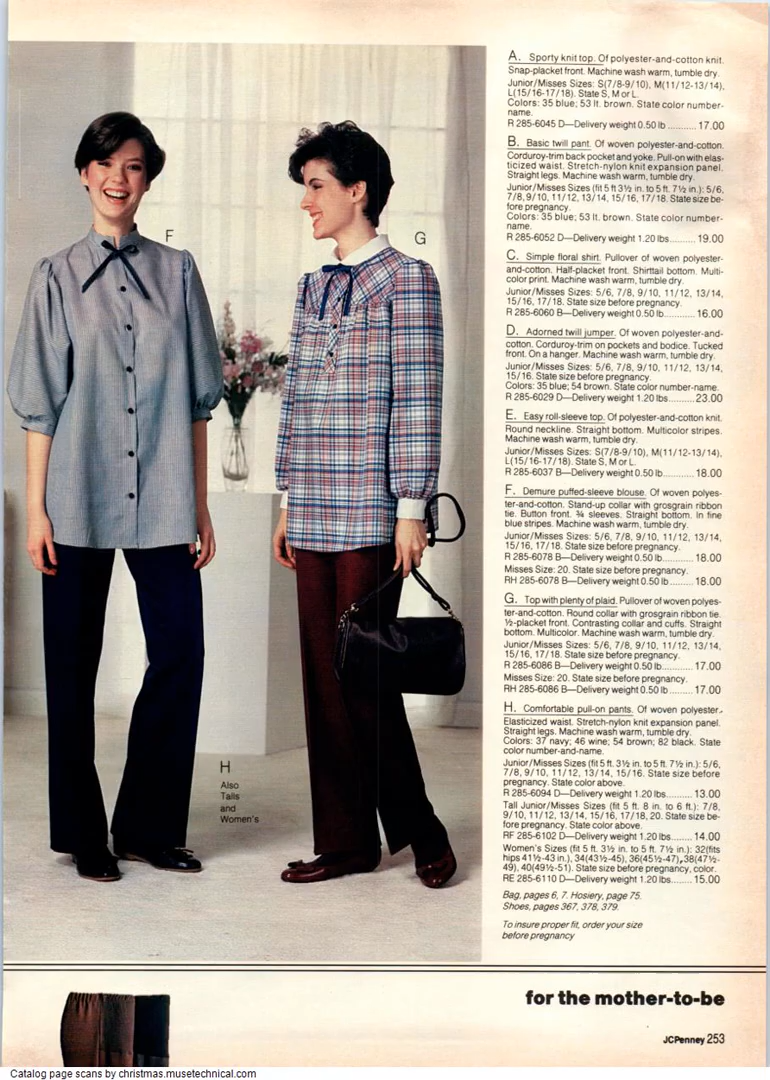 F
G
H
Also
Talls
and
Women's
A. Sporty knit top. Of polyester-and-cotton knit.
Snap-placket front. Machine wash warm, tumble dry.
Junior/Misses Sizes: S(7/8-9/10), M(11/12-13/14),
L(15/16-17/18). State S, M or L.
Colors: 35 blue; 53 lt. brown. State color number-
name.
R 285-6045 D—Delivery weight 0.50 lb ........... 17.00
B. Basic twill pant. Of woven polyester-and-cotton.
Corduroy-trim back pocket and yoke. Pull-on with elas-
ticized waist. Stretch-nylon knit expansion panel.
Straight legs. Machine wash warm, tumble dry.
Junior/Misses Sizes (fit 5 ft 3½ in. to 5 ft. 7½ in.): 5/6,
7/8, 9/10, 11/12, 13/14, 15/16, 17/18. State size be-
fore pregnancy.
Colors: 35 blue; 53 lt. brown. State color number-
name.
R 285-6052 D—Delivery weight 1.20 lbs.......... 19.00
C. Simple floral shirt. Pullover of woven polyester-
and-cotton. Half-placket front. Shirttail bottom. Multi-
color print. Machine wash warm, tumble dry.
Junior/Misses Sizes: 5/6, 7/8, 9/10, 11/12, 13/14,
15/16, 17/18. State size before pregnancy.
R 285-6060 B—Delivery weight 0.50 lb............ 16.00
D. Adorned twill jumper. Of woven polyester-and-
cotton. Corduroy-trim on pockets and bodice. Tucked
front. On a hanger. Machine wash warm, tumble dry.
Junior/Misses Sizes: 5/6, 7/8, 9/10, 11/12, 13/14,
15/16. State size before pregnancy.
Colors: 35 blue; 54 brown. State color number-name.
R 285-6029 D—Delivery weight 1.20 lbs.......... 23.00
E. Easy roll-sleeve top. Of polyester-and-cotton knit.
Round neckline. Straight bottom. Multicolor stripes.
Machine wash warm, tumble dry.
Junior/Misses Sizes: S(7/8-9/10), M(11/12-13/14),
L(15/16-17/18). State S, M or L.
R 285-6037 B—Delivery weight 0.50 lb............ 18.00
F. Demure puffed-sleeve blouse. Of woven polyes-
ter-and-cotton. Stand-up collar with grosgrain ribbon
tie. Button front. ¾ sleeves. Straight bottom. In fine
blue stripes. Machine wash warm, tumble dry.
Junior/Misses Sizes: 5/6, 7/8, 9/10, 11/12, 13/14,
15/16, 17/18. State size before pregnancy.
R 285-6078 B—Delivery weight 0.50 lb............ 18.00
Misses Size: 20. State size before pregnancy.
RH 285-6078 B—Delivery weight 0.50 lb......... 18.00
G. Top with plenty of plaid. Pullover of woven polyes-
ter-and-cotton. Round collar with grosgrain ribbon tie.
½-placket front. Contrasting collar and cuffs. Straight
bottom. Multicolor. Machine wash warm, tumble dry.
Junior/Misses Sizes: 5/6, 7/8, 9/10, 11/12, 13/14,
15/16, 17/18. State size before pregnancy.
R 285-6086 B—Delivery weight 0.50 lb............ 17.00
Misses Size: 20. State size before pregnancy.
RH 285-6086 B—Delivery weight 0.50 lb......... 17.00
H. Comfortable pull-on pants. Of woven polyester.
Elasticized waist. Stretch-nylon knit expansion panel.
Straight legs. Machine wash warm, tumble dry.
Colors: 37 navy; 46 wine; 54 brown; 82 black. State
color number-and-name.
Junior/Misses Sizes (fit 5 ft. 3½ in. to 5 ft. 7½ in.): 5/6,
7/8, 9/10, 11/12, 13/14, 15/16. State size before
pregnancy. State color above.
R 285-6094 D—Delivery weight 1.20 lbs.......... 13.00
Tall Junior/Misses Sizes (fit 5 ft. 8 in. to 6 ft.): 7/8,
9/10, 11/12, 13/14, 15/16, 17/18, 20. State size be-
fore pregnancy. State color above.
RF 285-6102 D—Delivery weight 1.20 lbs........ 14.00
Women's Sizes (fit 5 ft. 3½ in. to 5 ft. 7½ in.): 32(fits
hips 41½-43 in.), 34(43½-45), 36(45½-47), 38(47½-
49), 40(49½-51). State size before pregnancy, color.
RE 285-6110 D—Delivery weight 1.20 lbs........ 15.00
Bag, pages 6, 7. Hosiery, page 75.
Shoes, pages 367, 378, 379.
To insure proper fit, order your size
before pregnancy
for the mother-to-be
JCPenney 253
Catalog page scans by christmas.musetechnical.com